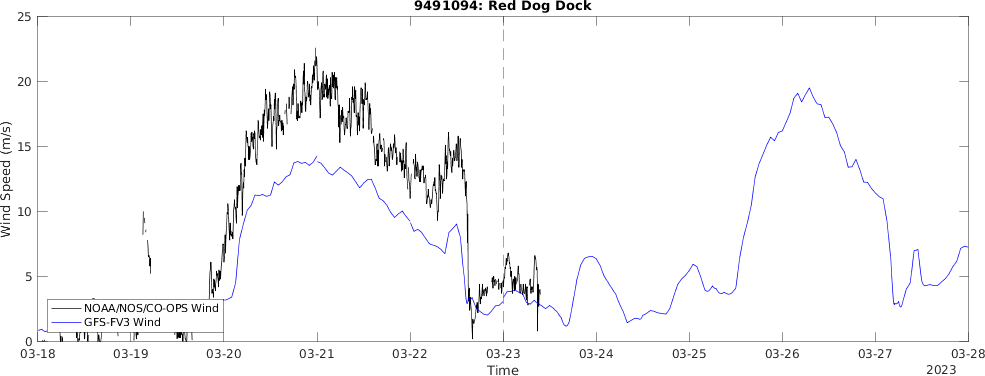 9491094: Red Dog Dock
25
20
15
10
5
0
Wind Speed (m/s)
NOAA/NOS/CO-OPS Wind
GFS-FV3 Wind
03-18 03-19 03-20 03-21 03-22 03-23 03-24 03-25 03-26 03-27 03-28
Time
2023